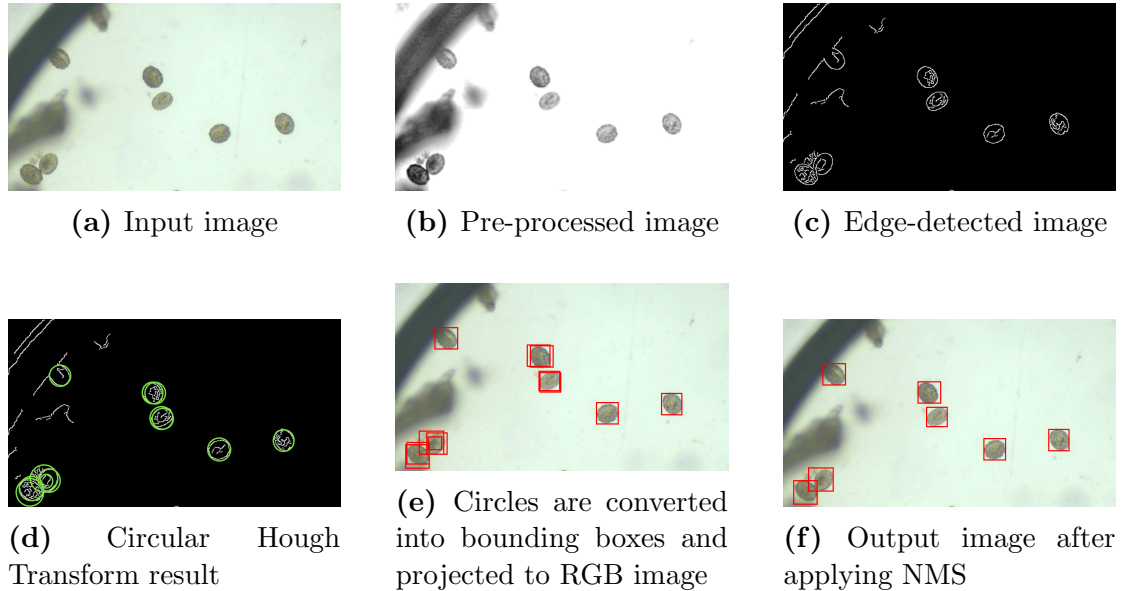 (a) Input image
(b) Pre-processed image
(c) Edge-detected image
(d) Circular Hough
Transform result
(e) Circles are converted
into bounding boxes and
projected to RGB image
(f) Output image after
applying NMS